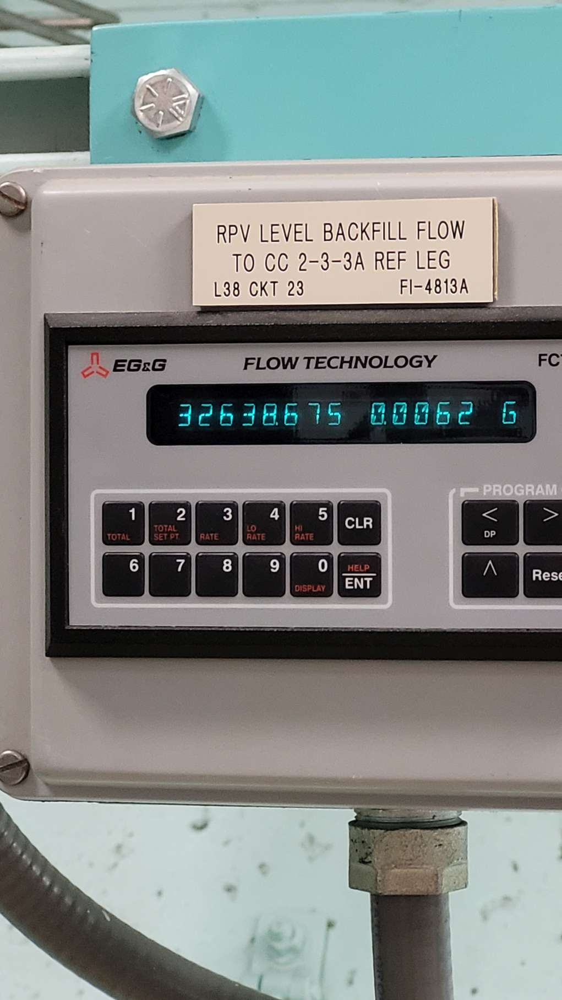 RPV LEVEL BACKFILL FLOW
TO CC 2-3-3A REF LEG
L38 CKT 23 FI-4813A
EG&G FLOW TECHNOLOGY FC
32638.675 0.0062 G
PROGRAM
1 2 3 4 5 CLR
TOTAL TOTAL SET PT. RATE LO RATE HI RATE
< >
DP
6 7 8 9 0 HELP
DISPLAY ENT
∧ Rese